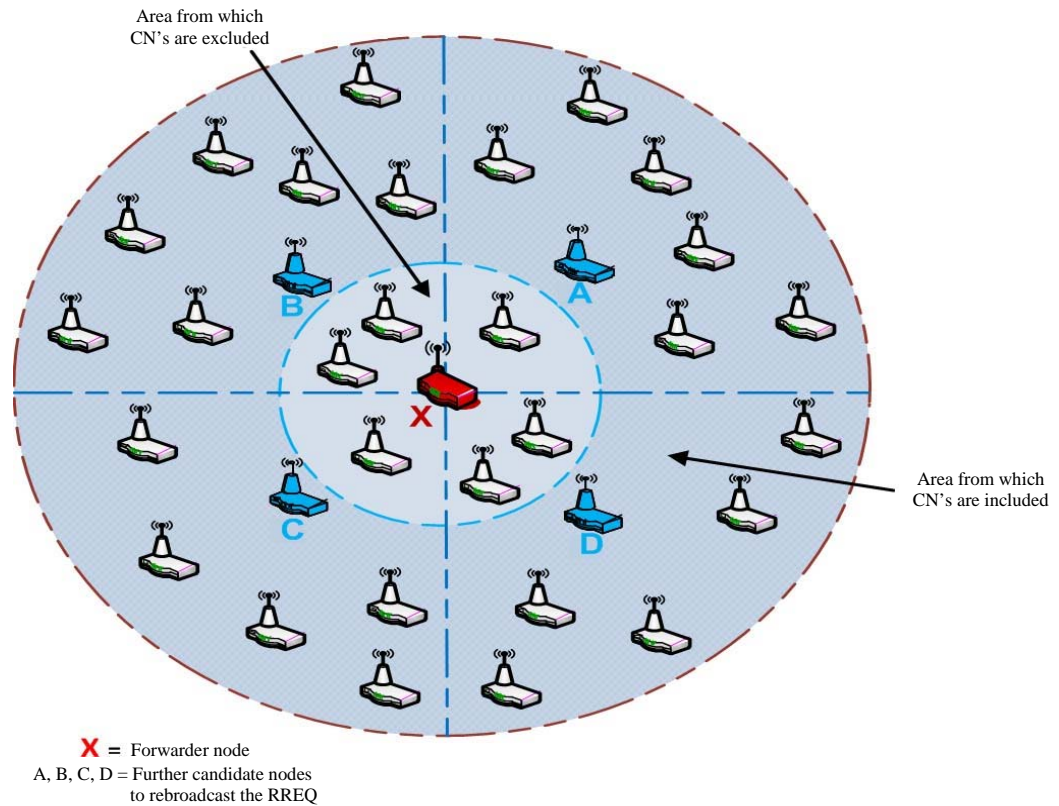 Area from which
CN's are excluded
A
B
X
Area from which
CN's are included
C
D
X = Forwarder node
A, B, C, D = Further candidate nodes
to rebroadcast the RREQ